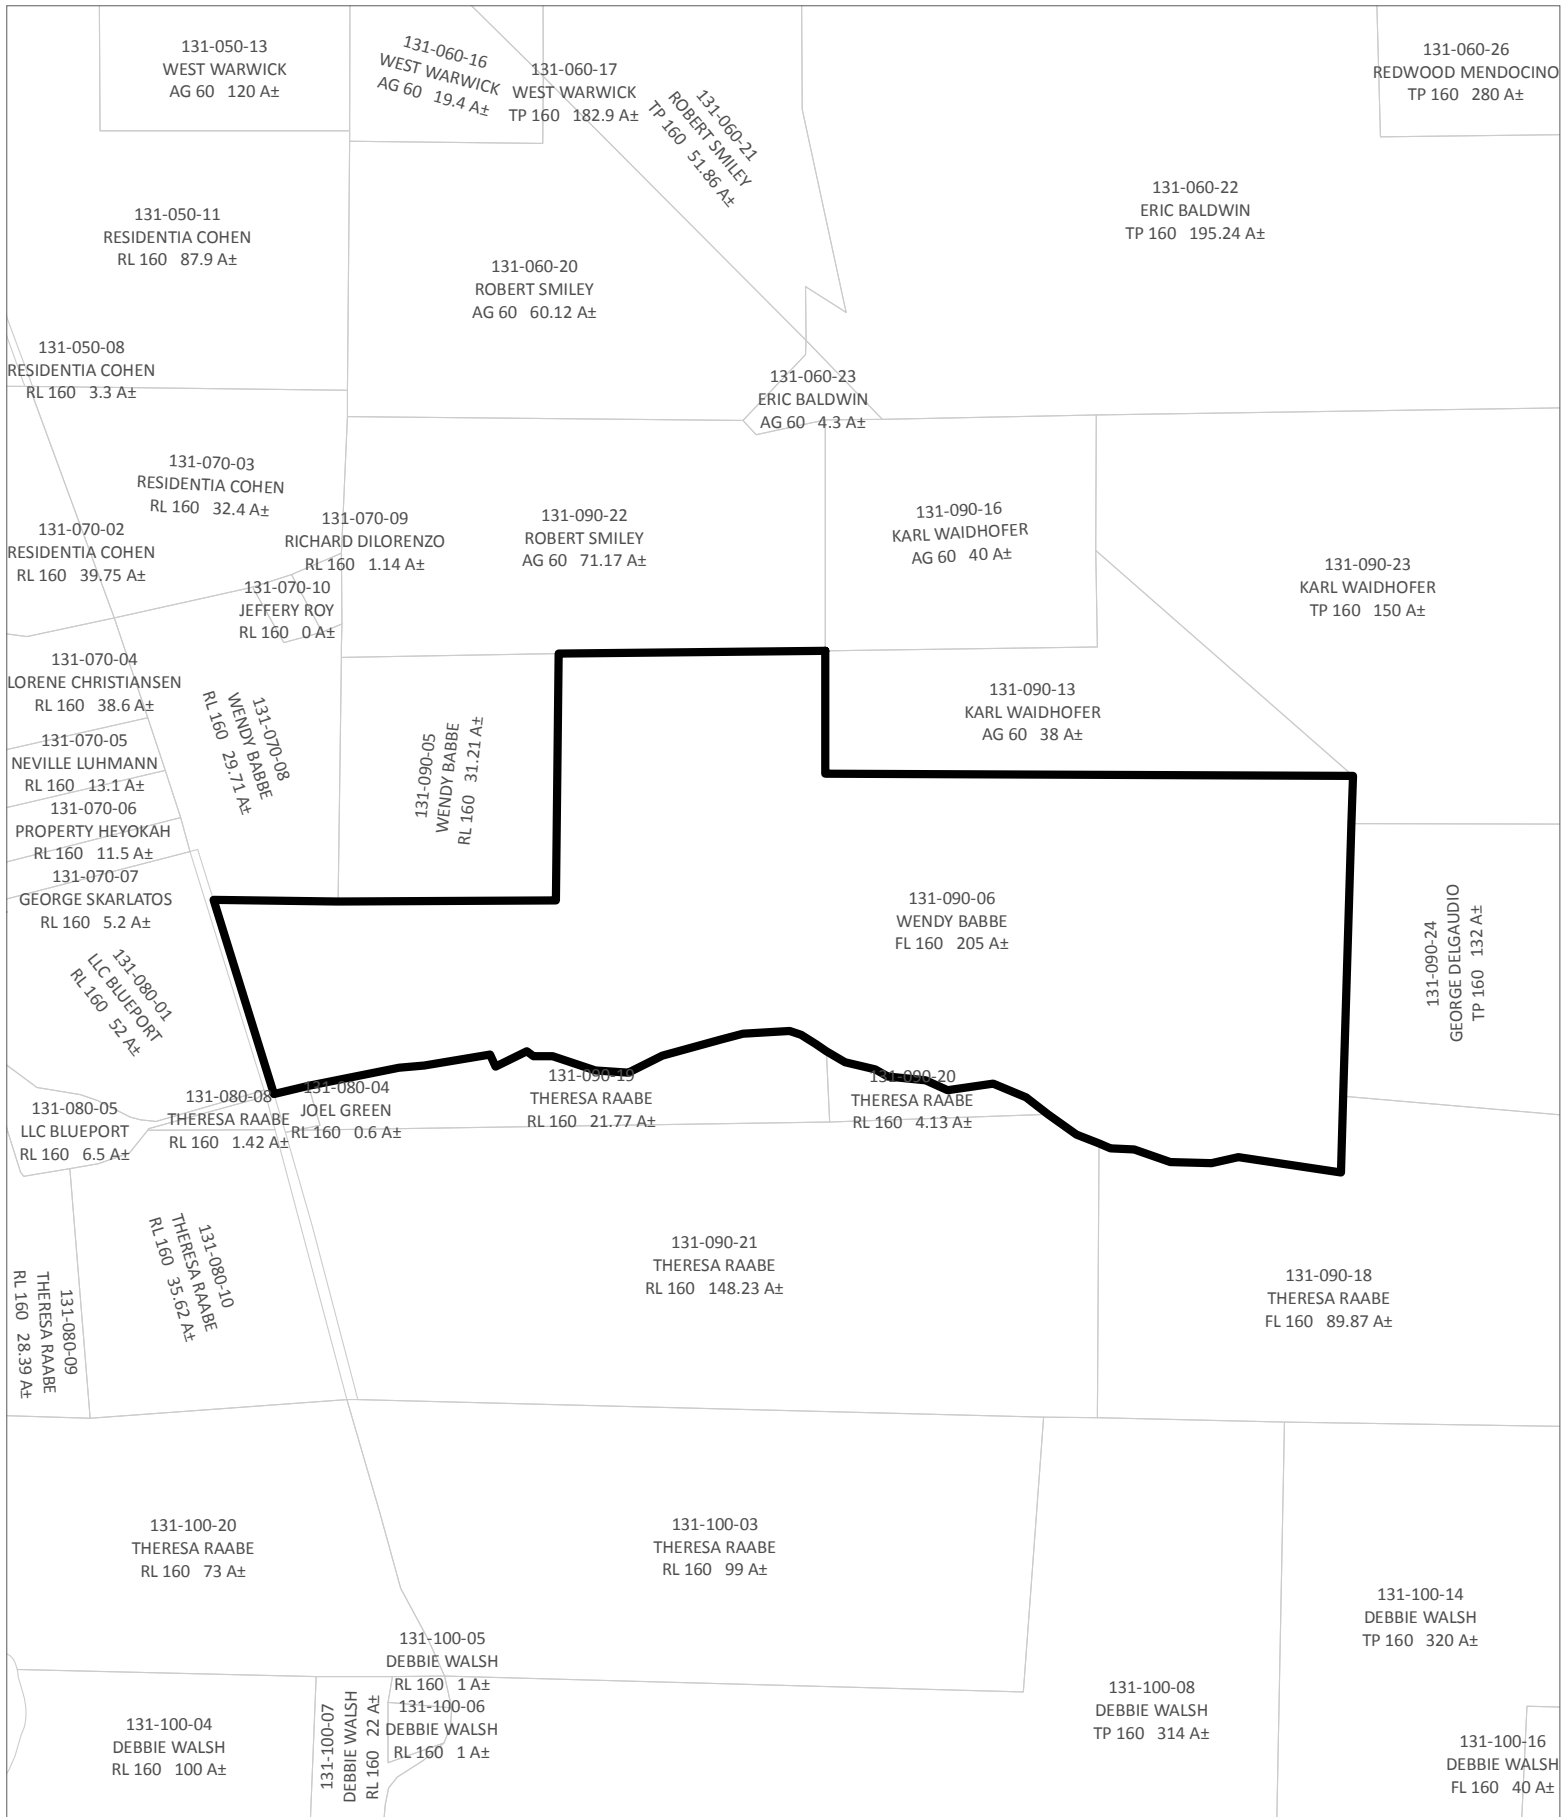 131-050-13
WEST WARWICK
AG 60 120 A±
131-060-16
WEST WARWICK
AG 60 19.4 A±
131-060-17
WEST WARWICK
TP 160 182.9 A±
131-060-21
ROBERT SMILEY
TP 160 51.86 A±
131-060-26
REDWOOD MENDOCINO
TP 160 280 A±
131-050-11
RESIDENTIA COHEN
RL 160 87.9 A±
131-060-22
ERIC BALDWIN
TP 160 195.24 A±
131-060-20
ROBERT SMILEY
AG 60 60.12 A±
131-050-08
RESIDENTIA COHEN
RL 160 3.3 A±
131-060-23
ERIC BALDWIN
AG 60 4.3 A±
131-070-03
RESIDENTIA COHEN
RL 160 32.4 A±
131-070-02
RESIDENTIA COHEN
RL 160 39.75 A±
131-070-09
RICHARD DILORENZO
RL 160 1.14 A±
131-090-22
ROBERT SMILEY
AG 60 71.17 A±
131-090-16
KARL WAIDHOFER
AG 60 40 A±
131-090-23
KARL WAIDHOFER
TP 160 150 A±
131-070-10
JEFFERY ROY
RL 160 0 A±
131-070-04
LORENE CHRISTIANSEN
RL 160 38.6 A±
131-070-08
WENDY BABBE
RL 160 29.71 A±
131-090-05
WENDY BABBE
RL 160 31.21 A±
131-090-13
KARL WAIDHOFER
AG 60 38 A±
131-070-05
NEVILLE LUHMANN
RL 160 13.1 A±
131-070-06
PROPERTY HEYOKAH
RL 160 11.5 A±
131-070-07
GEORGE SKARLATOS
RL 160 5.2 A±
131-090-06
WENDY BABBE
FL 160 205 A±
131-090-24
GEORGE DELGAUDIO
TP 160 132 A±
131-080-01
LLC BLUEPORT
RL 160 52 A±
131-080-05
LLC BLUEPORT
RL 160 6.5 A±
131-080-08
THERESA RAABE
RL 160 1.42 A±
131-080-04
JOEL GREEN
RL 160 0.6 A±
131-090-19
THERESA RAABE
RL 160 21.77 A±
131-090-20
THERESA RAABE
RL 160 4.13 A±
131-080-10
THERESA RAABE
RL 160 35.62 A±
131-080-09
THERESA RAABE
RL 160 28.39 A±
131-090-21
THERESA RAABE
RL 160 148.23 A±
131-090-18
THERESA RAABE
FL 160 89.87 A±
131-100-20
THERESA RAABE
RL 160 73 A±
131-100-03
THERESA RAABE
RL 160 99 A±
131-100-14
DEBBIE WALSH
TP 160 320 A±
131-100-05
DEBBIE WALSH
RL 160 1 A±
131-100-06
DEBBIE WALSH
RL 160 1 A±
131-100-07
DEBBIE WALSH
RL 160 22 A±
131-100-04
DEBBIE WALSH
RL 160 100 A±
131-100-08
DEBBIE WALSH
TP 160 314 A±
131-100-16
DEBBIE WALSH
FL 160 40 A±